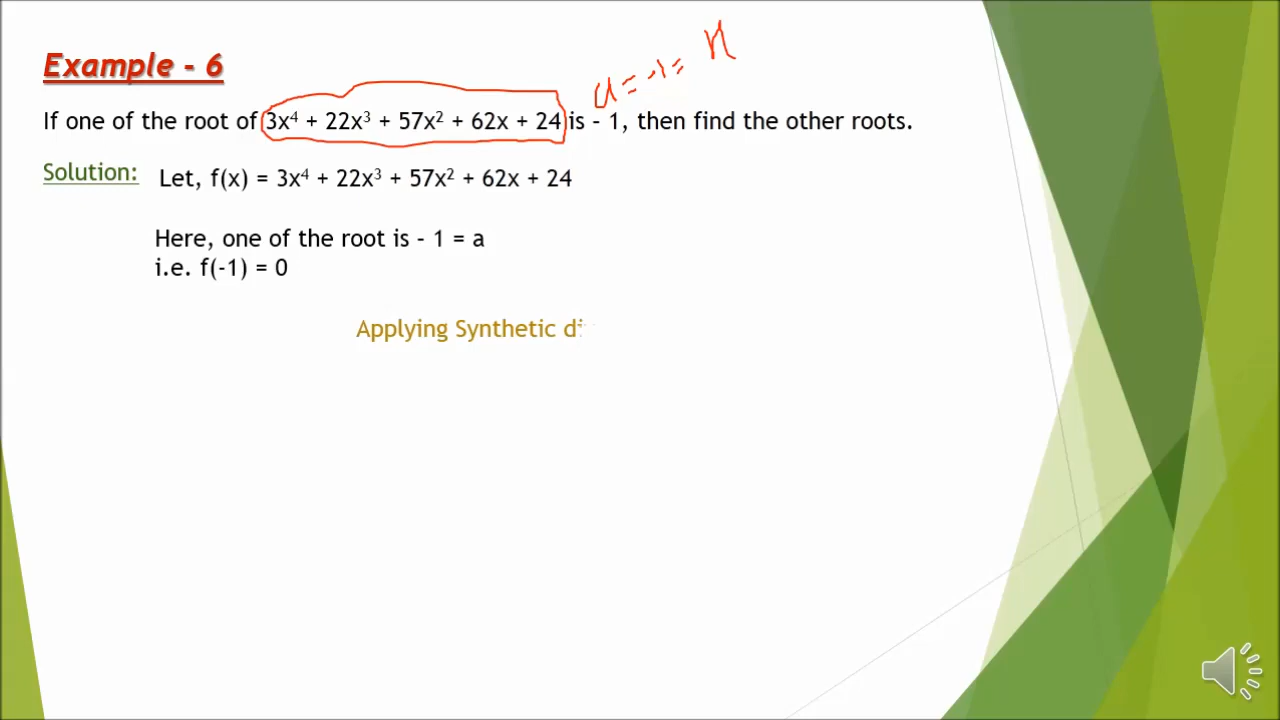 Example - 6
a = -1 = x
If one of the root of 3x⁴ + 22x³ + 57x² + 62x + 24 is - 1, then find the other roots.
Solution: Let, f(x) = 3x⁴ + 22x³ + 57x² + 62x + 24
Here, one of the root is - 1 = a
i.e. f(-1) = 0
Applying Synthetic di